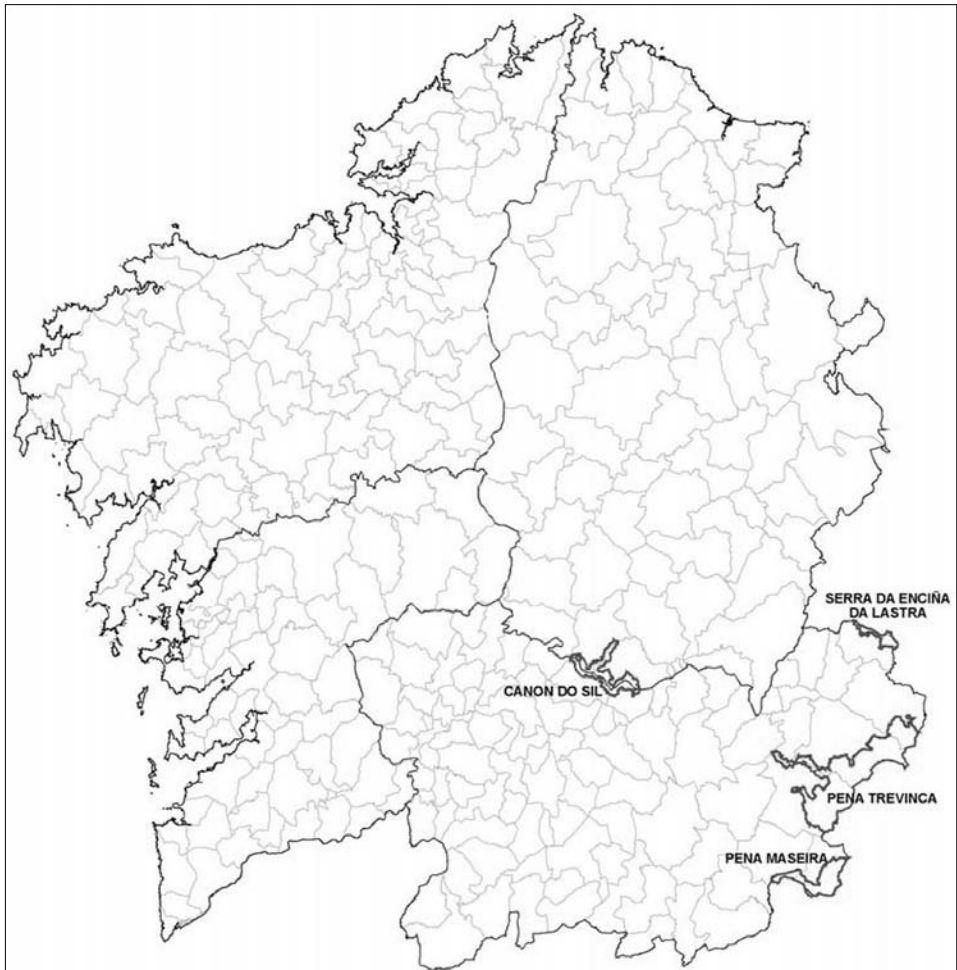 SERRA DA ENCIÑA
DA LASTRA
CANON DO SIL
PENA TREVINCA
PENA MASEIRA